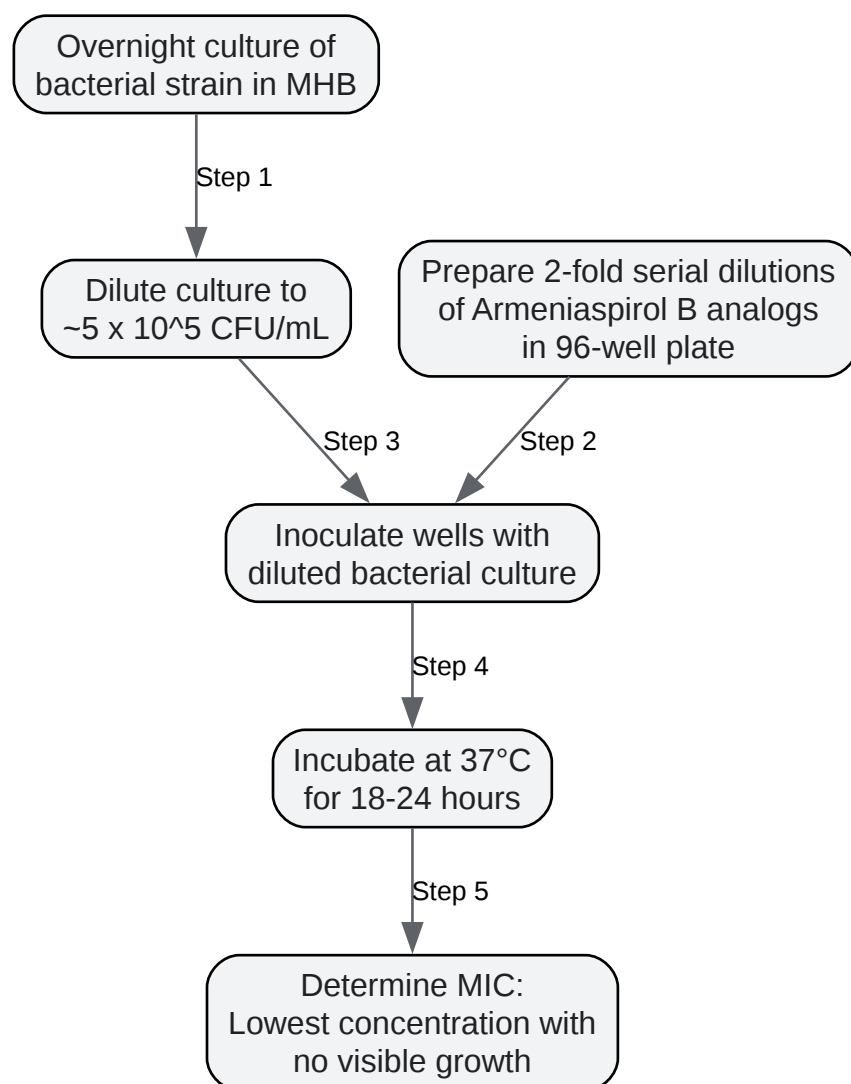 Overnight culture of
bacterial strain in MHB
Step 1
Dilute culture to
~5 x 10^5 CFU/mL
Prepare 2-fold serial dilutions
of Armeniaspirol B analogs
in 96-well plate
Step 3
Step 2
Inoculate wells with
diluted bacterial culture
Step 4
Incubate at 37°C
for 18-24 hours
Step 5
Determine MIC:
Lowest concentration with
no visible growth